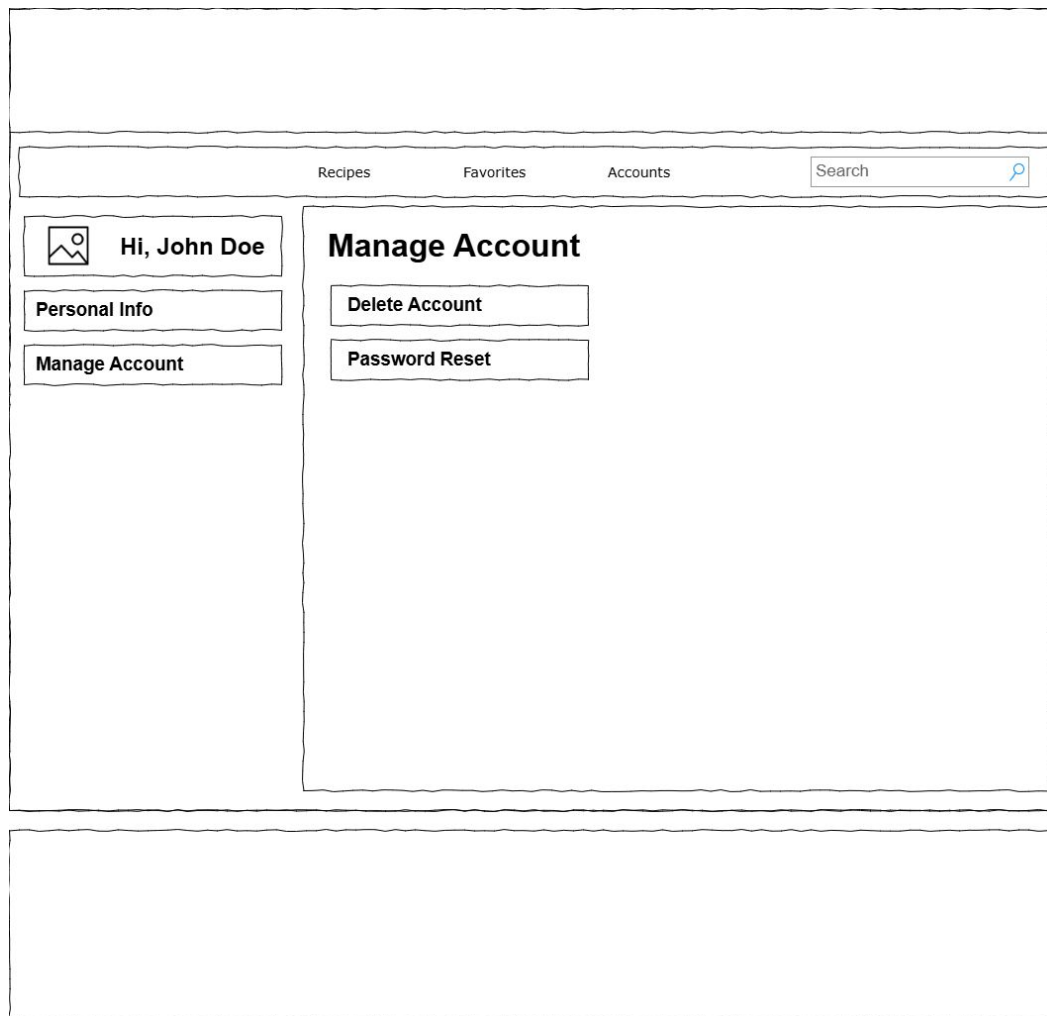 Recipes Favorites Accounts Search
Hi, John Doe
Personal Info
Manage Account
Manage Account
Delete Account
Password Reset